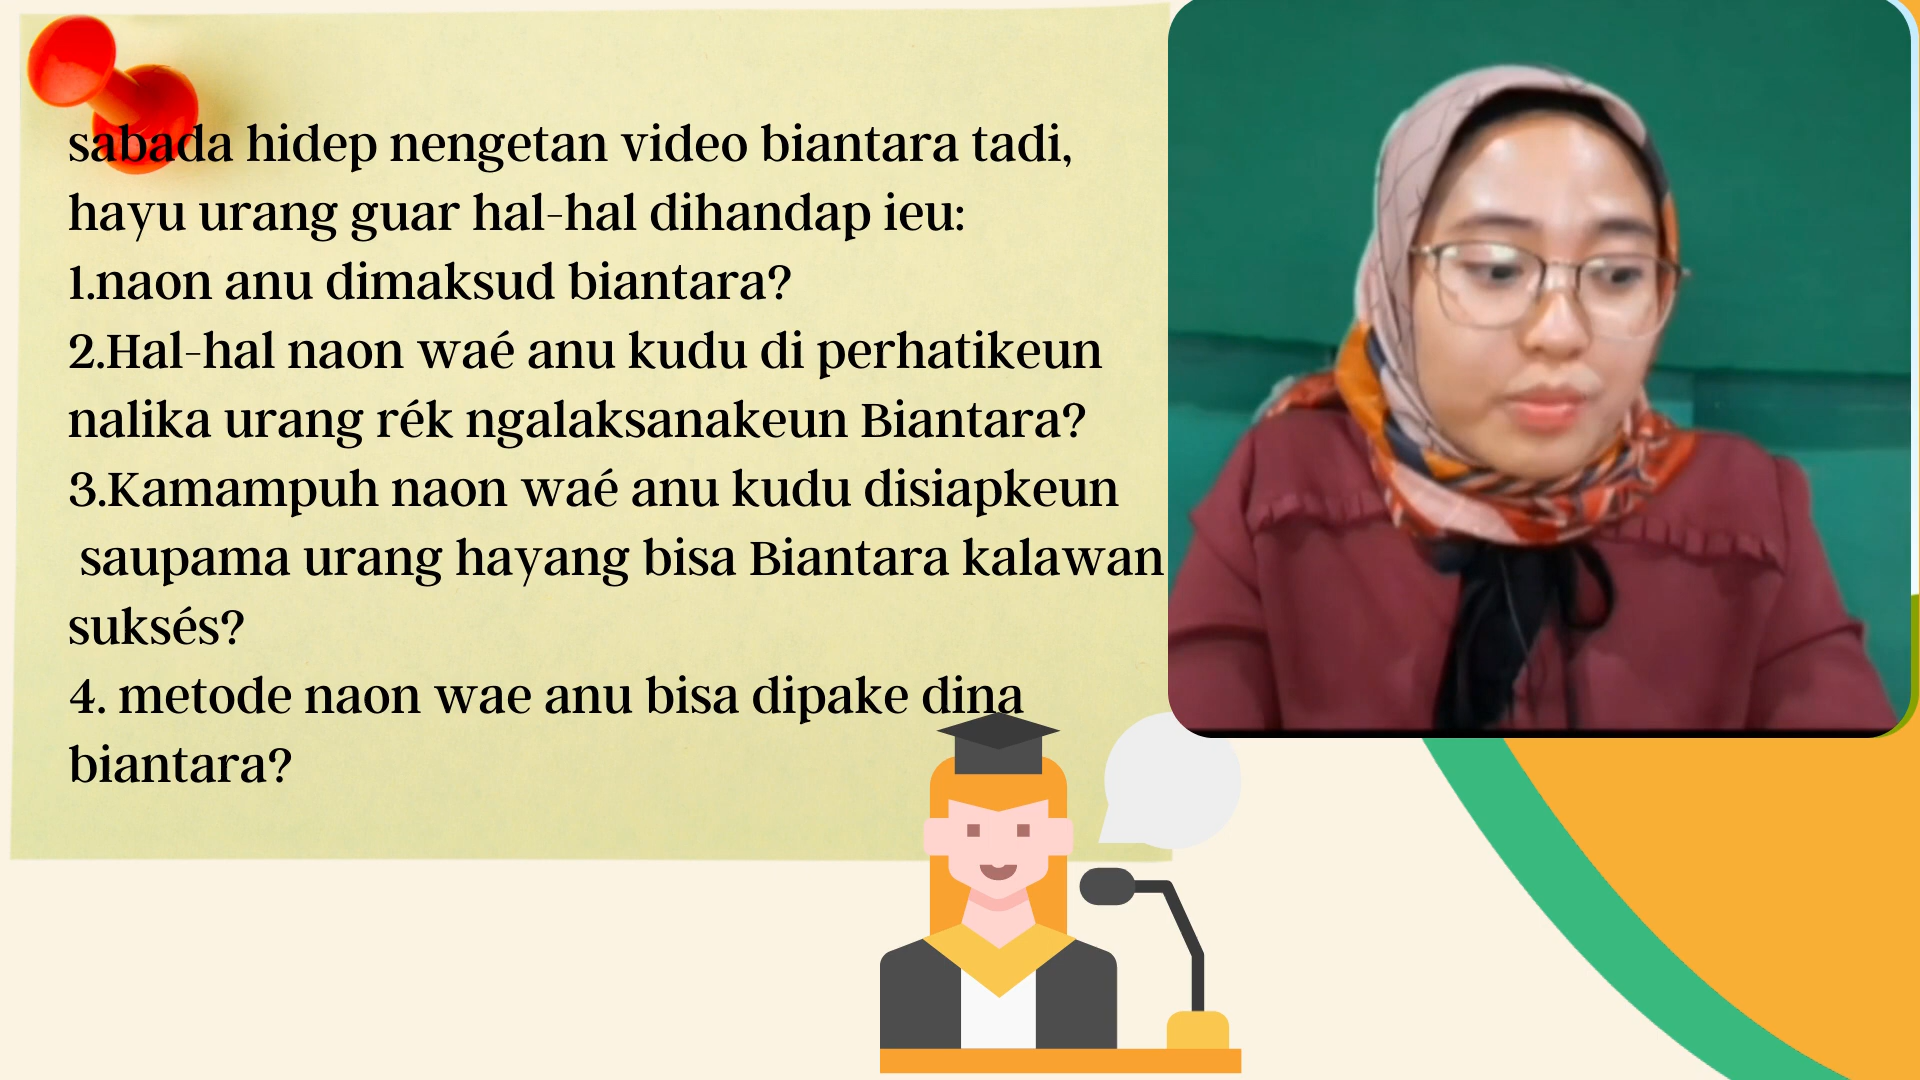 sabada hidep nengetan video biantara tadi,
hayu urang guar hal-hal dihandap ieu:
1.naon anu dimaksud biantara?
2.Hal-hal naon waé anu kudu di perhatikeun
nalika urang rék ngalaksanakeun Biantara?
3.Kamampuh naon waé anu kudu disiapkeun
saupama urang hayang bisa Biantara kalawan
suksés?
4. metode naon wae anu bisa dipake dina
biantara?